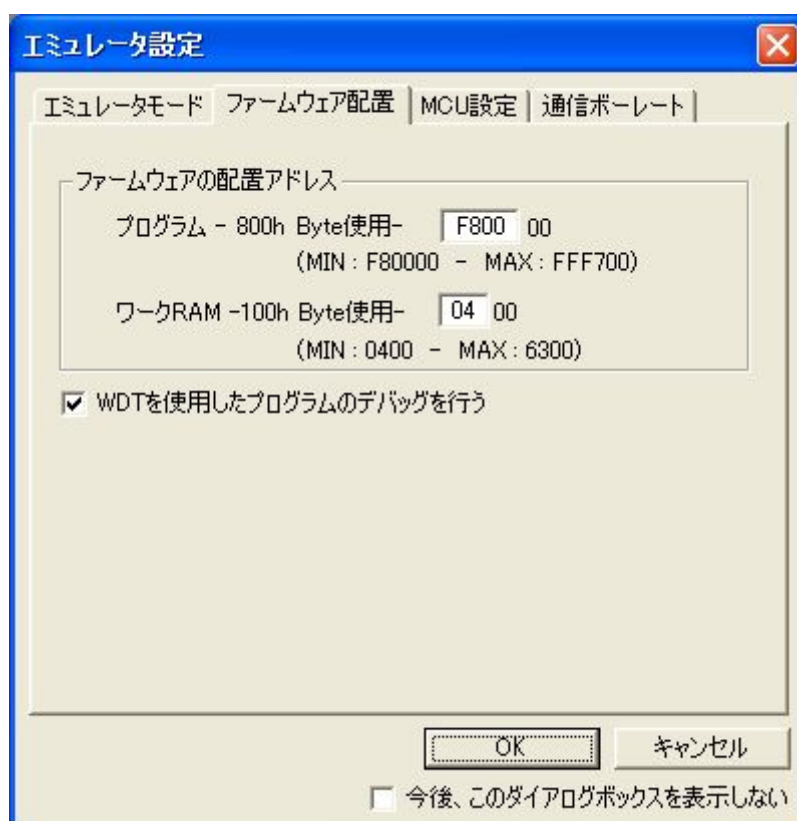 エミュレータ設定
エミュレータモード ファームウェア配置 MCU設定 通信ボーレート
ファームウェアの配置アドレス
プログラム - 800h Byte使用- F800 00
(MIN : F80000 - MAX : FFF700)
ワークRAM -100h Byte使用- 04 00
(MIN : 0400 - MAX : 6300)
WDTを使用したプログラムのデバッグを行う
OK キャンセル
今後、このダイアログボックスを表示しない